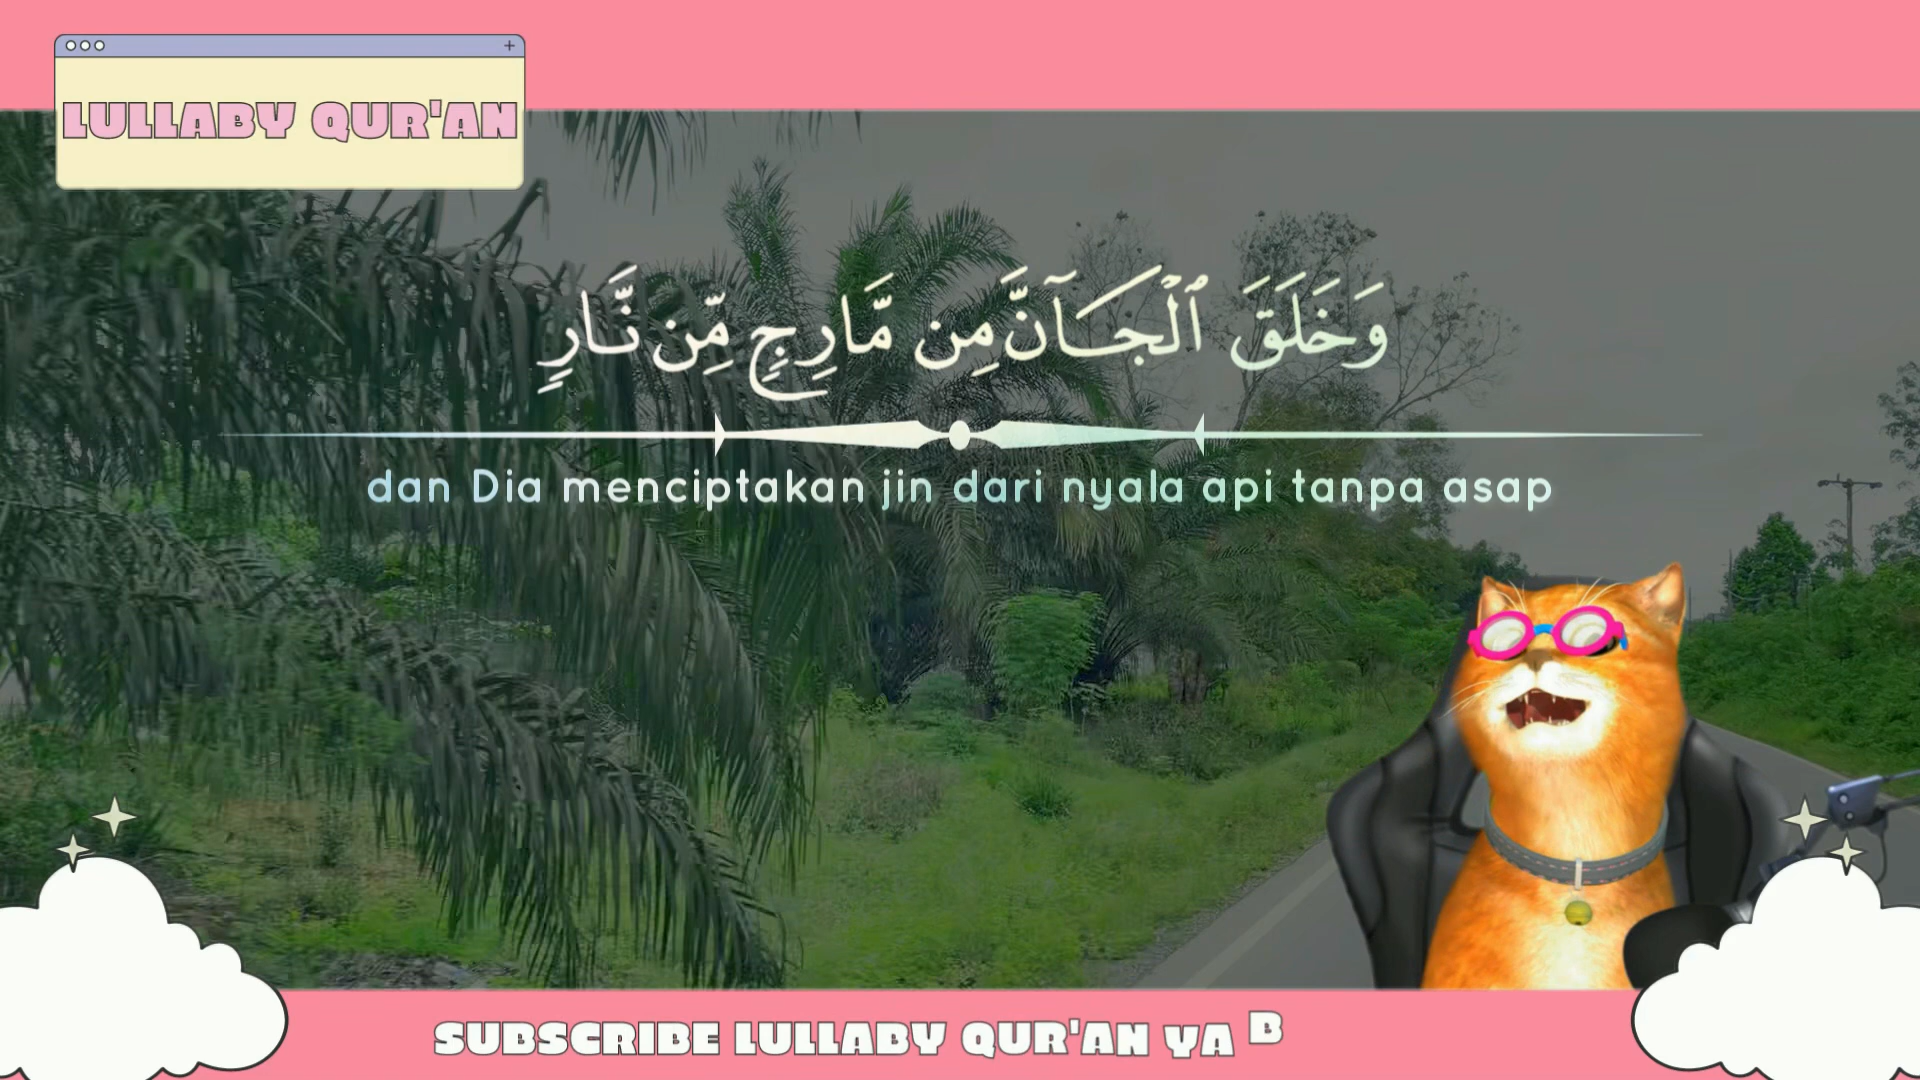 LULLABY QUR'AN
وَخَلَقَ ٱلْجَآنَّ مِن مَّارِجٍ مِّن نَّارٍ
dan Dia menciptakan jin dari nyala api tanpa asap
SUBSCRIBE LULLABY QUR'AN YA B